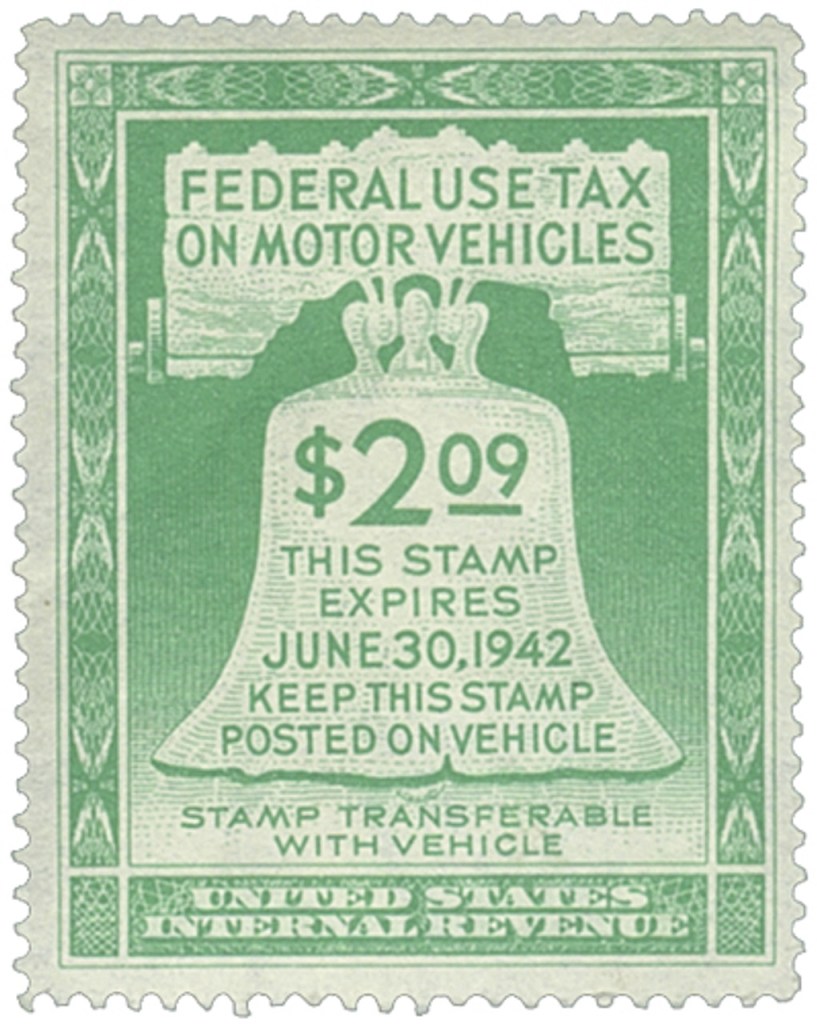 FEDERAL USE TAX
ON MOTOR VEHICLES
$2.09
THIS STAMP
EXPIRES
JUNE 30, 1942
KEEP THIS STAMP
POSTED ON VEHICLE
STAMP TRANSFERABLE
WITH VEHICLE
UNITED STATES
INTERNAL REVENUE